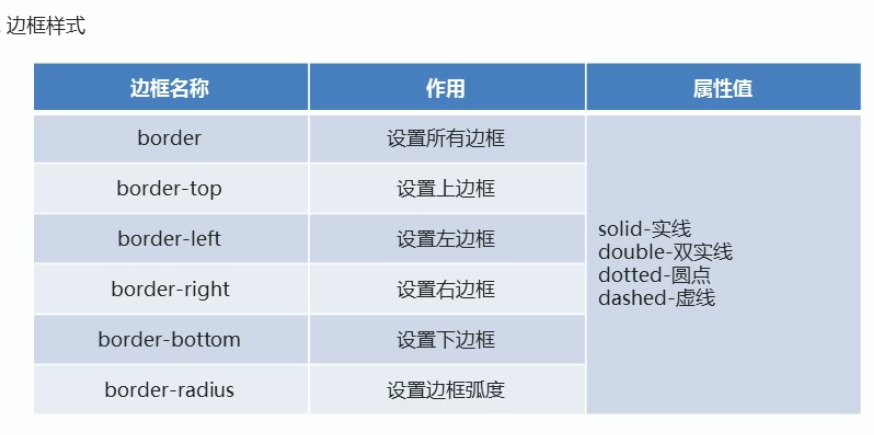 边框样式
边框名称 作用 属性值
border 设置所有边框
border-top 设置上边框
border-left 设置左边框
border-right 设置右边框
border-bottom 设置下边框
border-radius 设置边框弧度
solid-实线
double-双实线
dotted-圆点
dashed-虚线